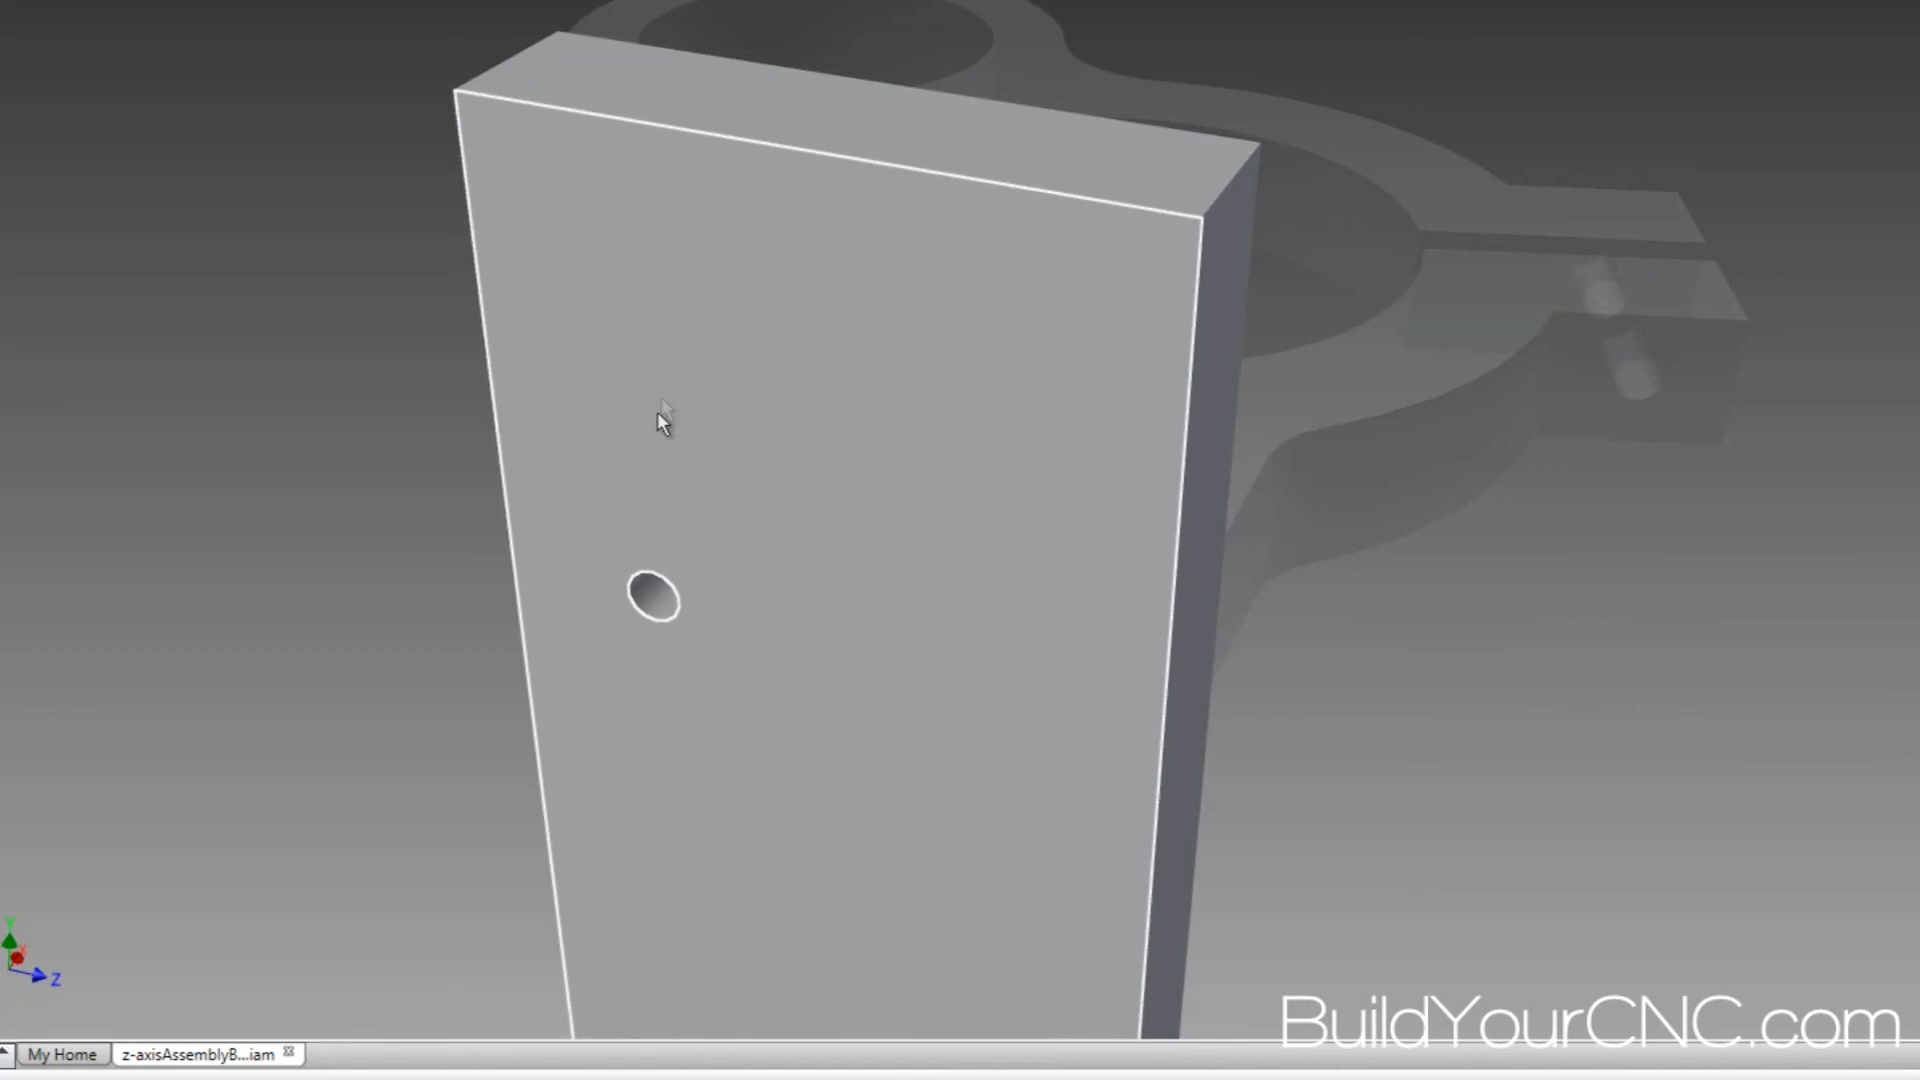 Y
X
Z
BuildYourCNC.com
My Home
z-axisAssemblyB...iam